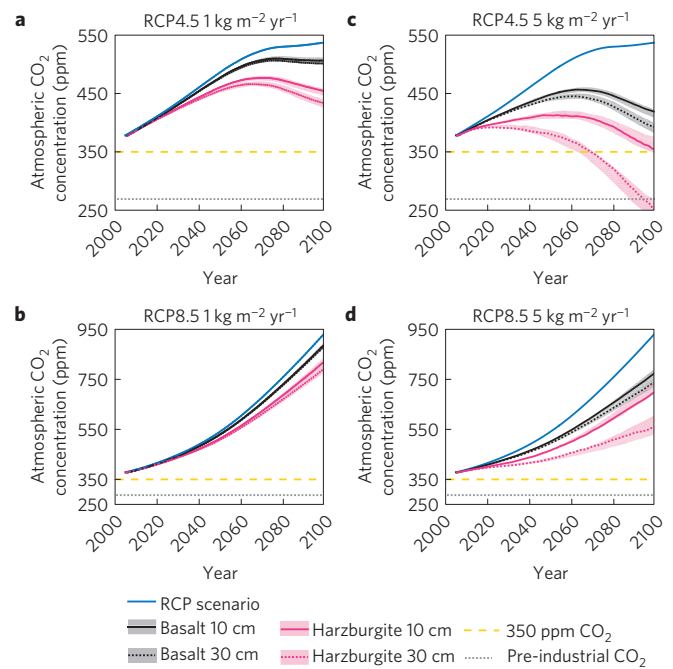 a
RCP4.5 1 kg m⁻² yr⁻¹
Atmospheric CO₂
concentration (ppm)
550
450
350
250
2000
2020
2040
2060
2080
2100
Year
c
RCP4.5 5 kg m⁻² yr⁻¹
Atmospheric CO₂
concentration (ppm)
550
450
350
250
2000
2020
2040
2060
2080
2100
Year
b
RCP8.5 1 kg m⁻² yr⁻¹
Atmospheric CO₂
concentration (ppm)
950
750
550
350
250
2000
2020
2040
2060
2080
2100
Year
d
RCP8.5 5 kg m⁻² yr⁻¹
Atmospheric CO₂
concentration (ppm)
950
750
550
350
250
2000
2020
2040
2060
2080
2100
Year
RCP scenario
Basalt 10 cm
Harzburgite 10 cm
350 ppm CO₂
Basalt 30 cm
Harzburgite 30 cm
Pre-industrial CO₂